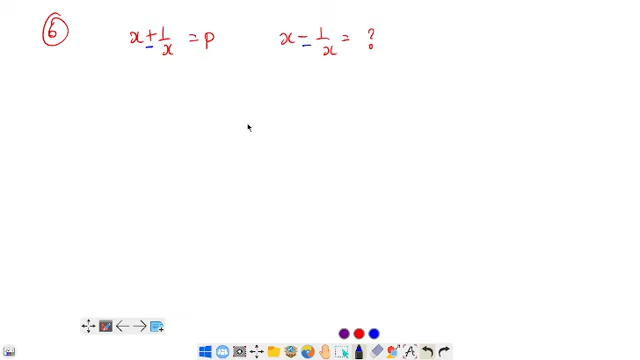 ⑥ x + 1/x = p x - 1/x = ?